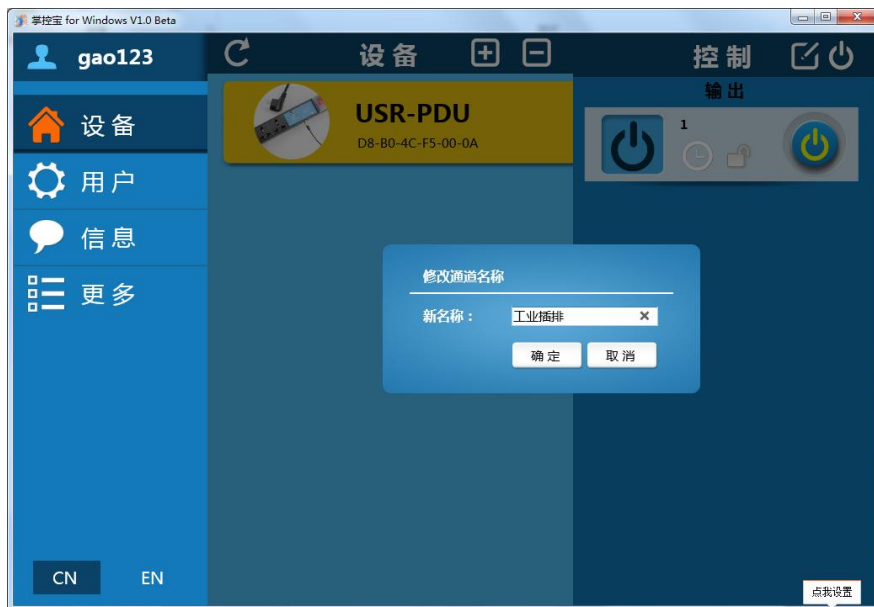 掌控宝 for Windows V1.0 Beta
gao123
设备
控制
输出
设备
USR-PDU
D8-B0-4C-F5-00-0A
1
用户
信息
更多
修改通道名称
新名称：
工业插排
确定
取消
CN
EN
点我设置